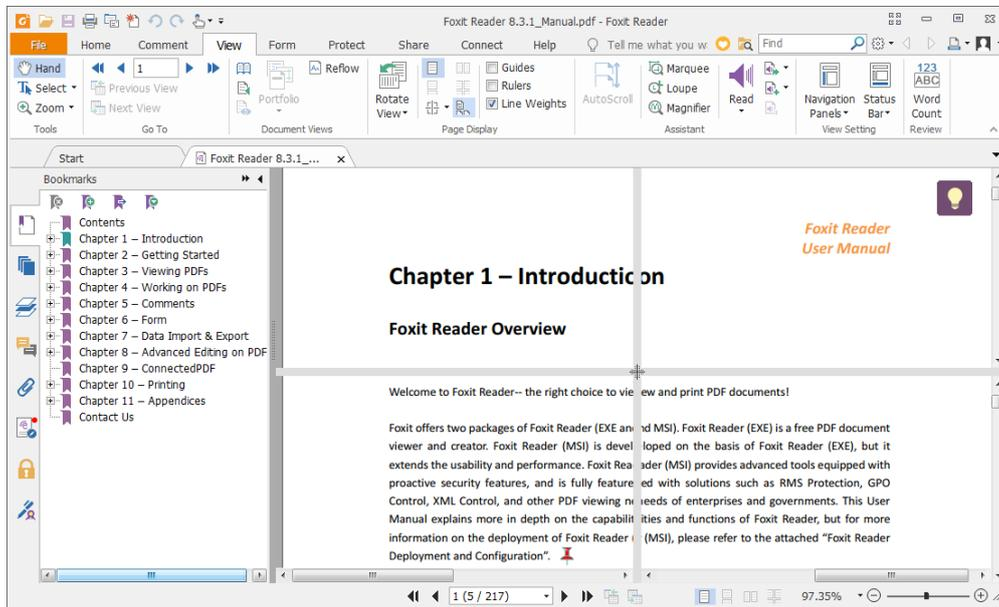 Foxit Reader 8.3.1_Manual.pdf - Foxit Reader
File Home Comment View Form Protect Share Connect Help Tell me what you w Find
Hand 1 Reflow Guides Marquee 123
Select Previous View Rulers Loupe ABC
Zoom Next View Portfolio Rotate View Line Weights AutoScroll Magnifier Read Navigation Panels Status Bar Word Count
Tools Go To Document Views Page Display Assistant View Setting Review
Start Foxit Reader 8.3.1_...
Bookmarks
Contents
Chapter 1 – Introduction
Chapter 2 – Getting Started
Chapter 3 – Viewing PDFs
Chapter 4 – Working on PDFs
Chapter 5 – Comments
Chapter 6 – Form
Chapter 7 – Data Import & Export
Chapter 8 – Advanced Editing on PDF
Chapter 9 – ConnectedPDF
Chapter 10 – Printing
Chapter 11 – Appendices
Contact Us
Foxit Reader
User Manual
Chapter 1 – Introduction
Foxit Reader Overview
Welcome to Foxit Reader-- the right choice to view and print PDF documents!
Foxit offers two packages of Foxit Reader (EXE and MSI). Foxit Reader (EXE) is a free PDF document
viewer and creator. Foxit Reader (MSI) is developed on the basis of Foxit Reader (EXE), but it
extends the usability and performance. Foxit Reader (MSI) provides advanced tools equipped with
proactive security features, and is fully featured with solutions such as RMS Protection, GPO
Control, XML Control, and other PDF viewing needs of enterprises and governments. This User
Manual explains more in depth on the capabilities and functions of Foxit Reader, but for more
information on the deployment of Foxit Reader (MSI), please refer to the attached “Foxit Reader
Deployment and Configuration”.
1 (5 / 217) 97.35%